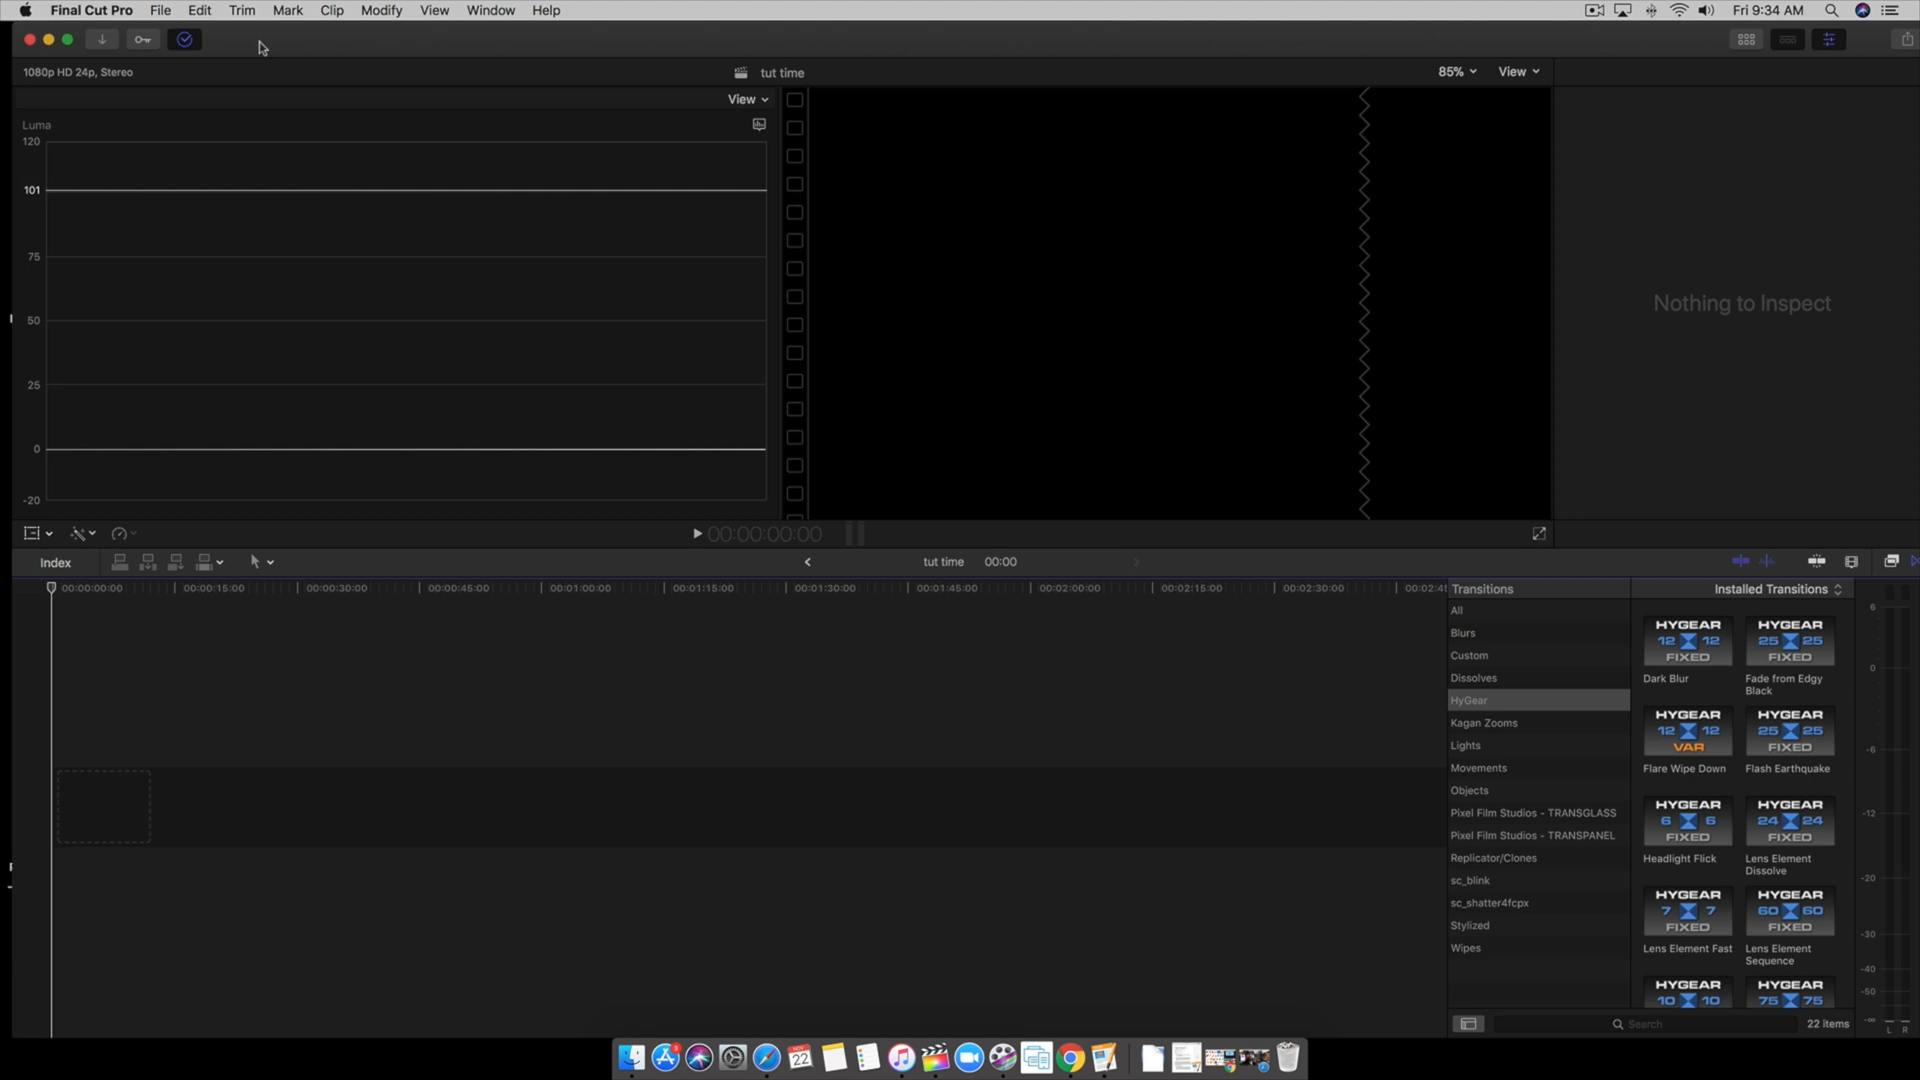 Final Cut Pro File Edit Trim Mark Clip Modify View Window Help Fri 9:34 AM
1080p HD 24p, Stereo tut time 85% View
View
Luma
120
101
75
50
25
0
-20
Nothing to Inspect
00:00:00:00
Index tut time 00:00
00:00:00:00 00:00:15:00 00:00:30:00 00:00:45:00 00:01:00:00 00:01:15:00 00:01:30:00 00:01:45:00 00:02:00:00 00:02:15:00 00:02:30:00
Transitions
All
Blurs
Custom
Dissolves
HyGear
Kagan Zooms
Lights
Movements
Objects
Pixel Film Studios - TRANSGLASS
Pixel Film Studios - TRANSPANEL
Replicator/Clones
sc_blink
sc_shatter4fcpx
Stylized
Wipes
Installed Transitions
HYGEAR
12 12
FIXED
Dark Blur
HYGEAR
25 25
FIXED
Fade from Edgy
Black
HYGEAR
12 12
VAR
Flare Wipe Down
HYGEAR
25 25
FIXED
Flash Earthquake
HYGEAR
6 6
FIXED
Headlight Flick
HYGEAR
24 24
FIXED
Lens Element
Dissolve
HYGEAR
7 7
FIXED
Lens Element Fast
HYGEAR
60 60
FIXED
Lens Element
Sequence
HYGEAR
10 10
HYGEAR
75 75
Search 22 items
6
0
-6
-12
-20
-30
-40
-50
-∞
L R
NOV
22
3